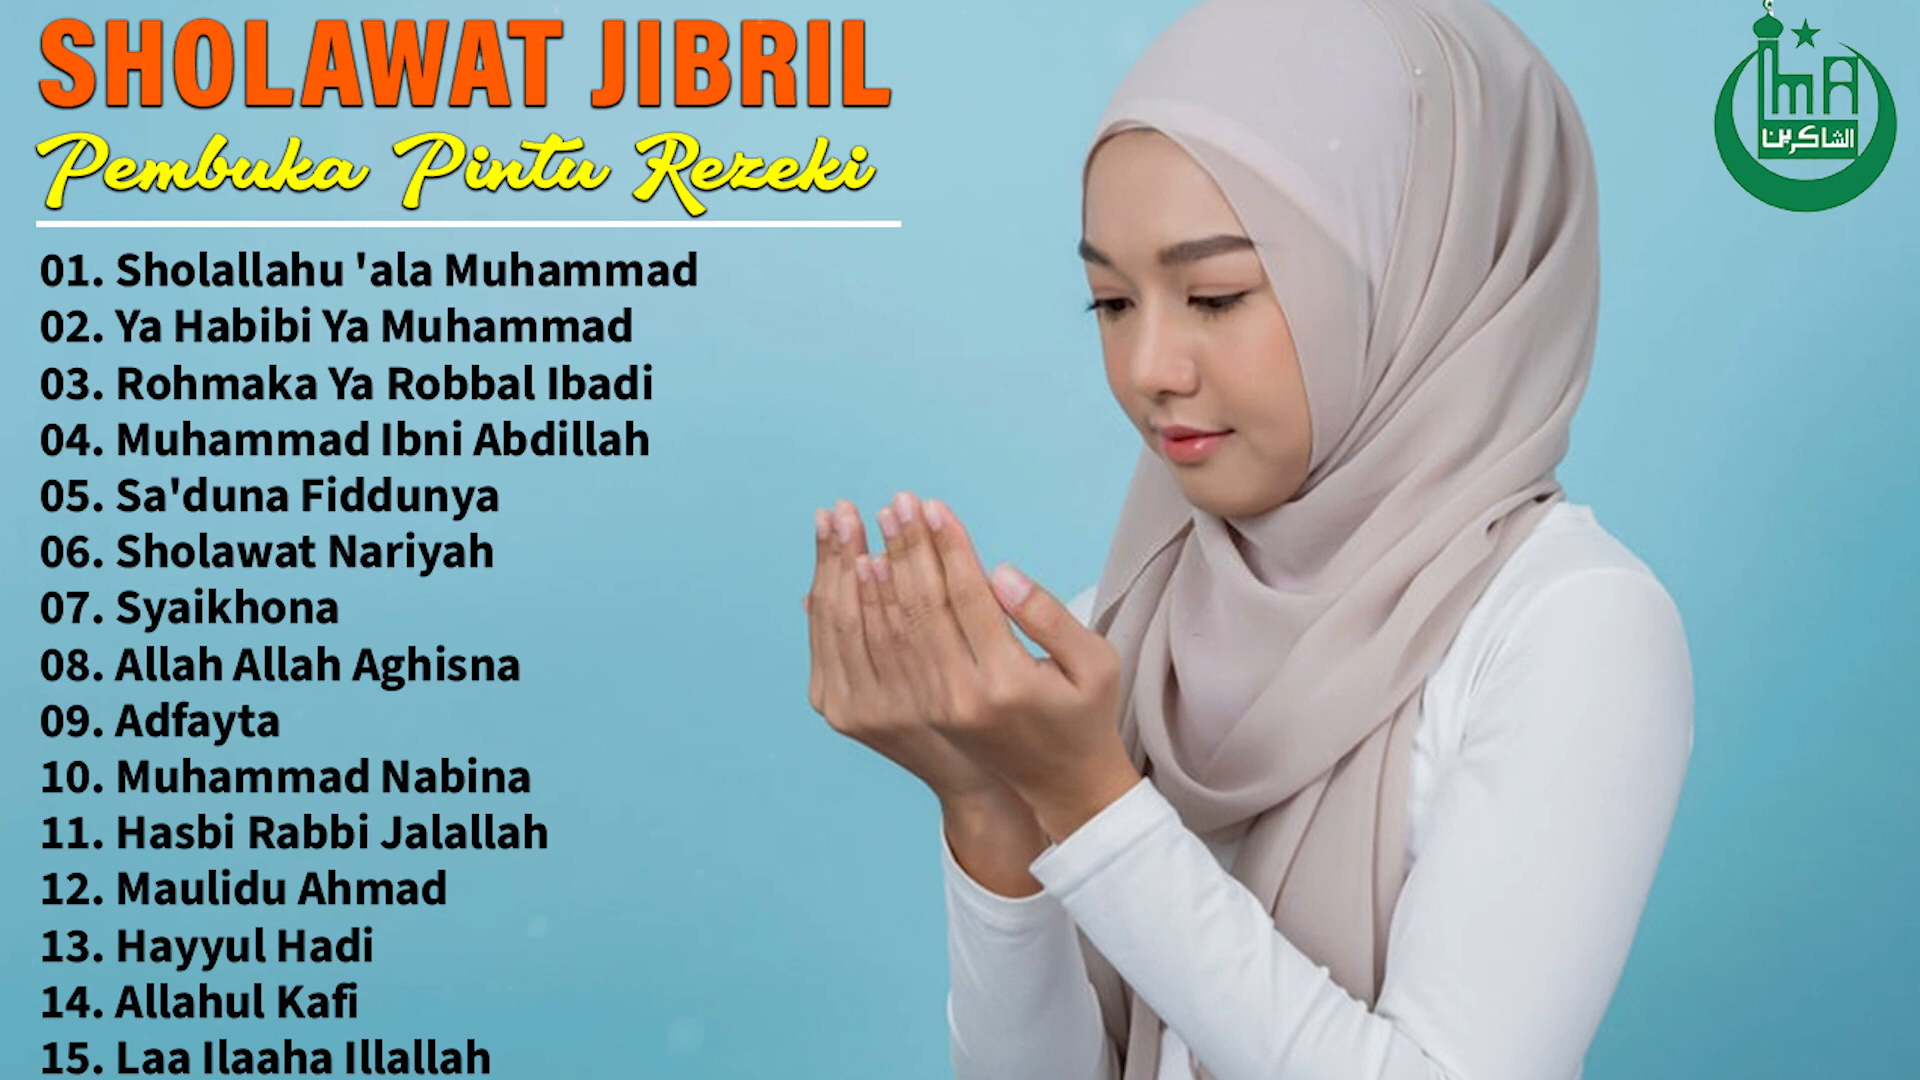 SHOLAWAT JIBRIL
Pembuka Pintu Rezeki
01. Sholallahu 'ala Muhammad
02. Ya Habibi Ya Muhammad
03. Rohmaka Ya Robbal Ibadi
04. Muhammad Ibni Abdillah
05. Sa'duna Fiddunya
06. Sholawat Nariyah
07. Syaikhona
08. Allah Allah Aghisna
09. Adfayta
10. Muhammad Nabina
11. Hasbi Rabbi Jalallah
12. Maulidu Ahmad
13. Hayyul Hadi
14. Allahul Kafi
15. Laa Ilaaha Illallah
الشاكرين